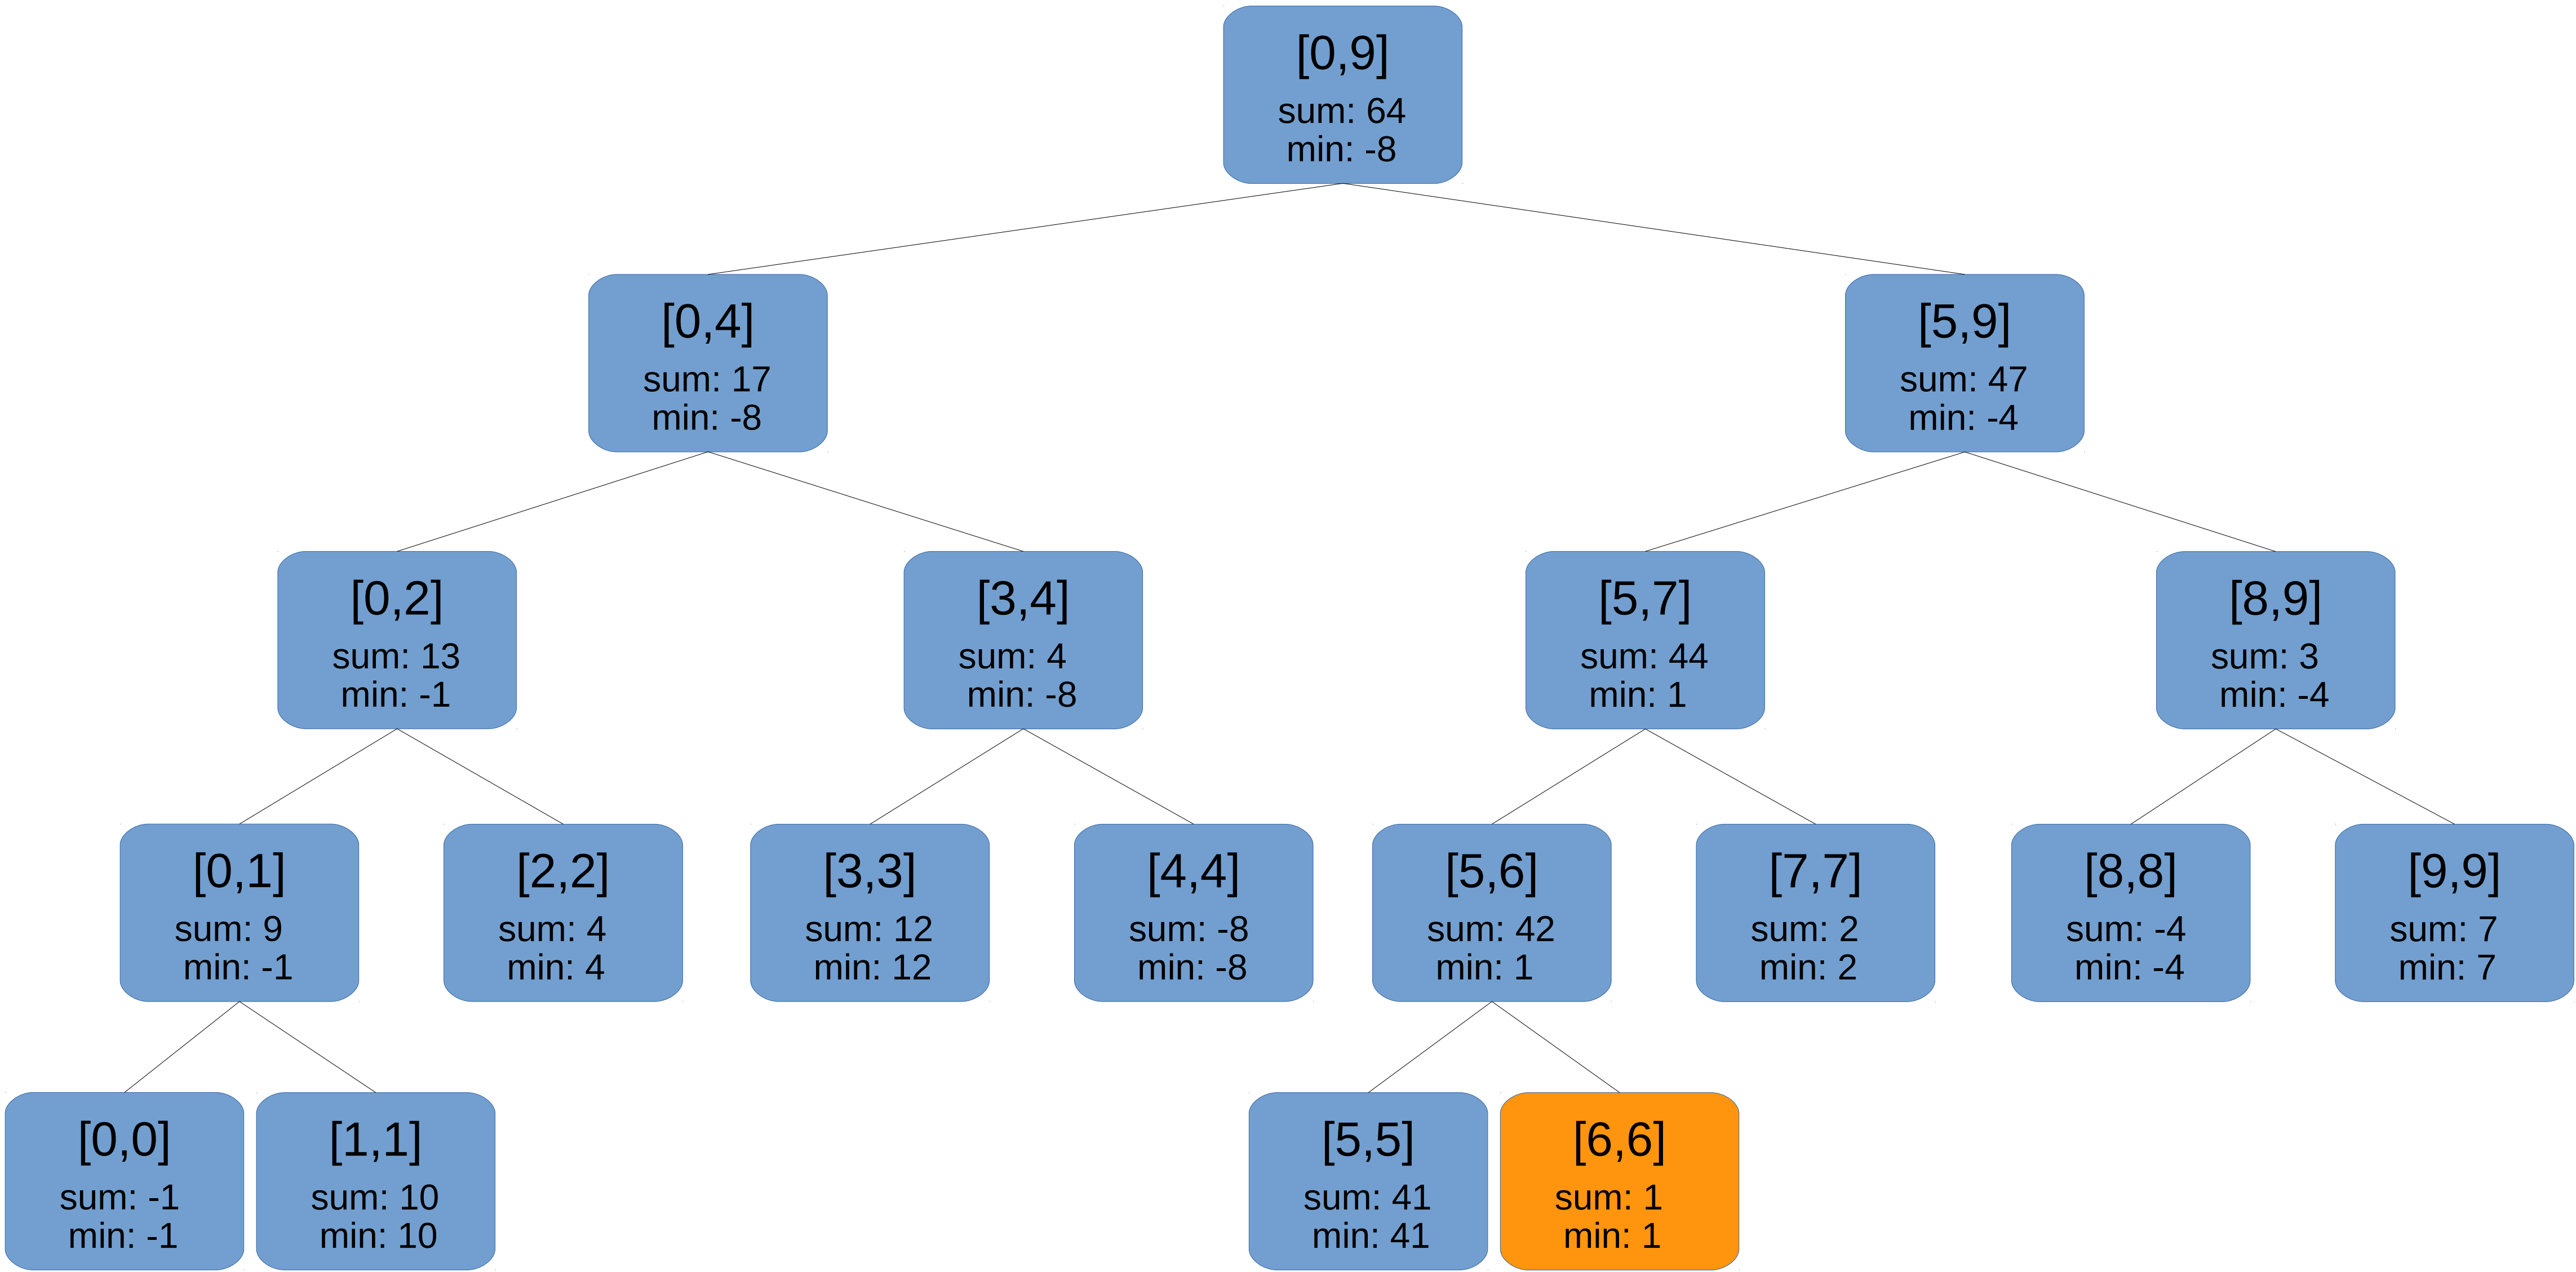 [0,9]
sum: 64
min: -8
[0,4]
sum: 17
min: -8
[5,9]
sum: 47
min: -4
[0,2]
sum: 13
min: -1
[3,4]
sum: 4
min: -8
[5,7]
sum: 44
min: 1
[8,9]
sum: 3
min: -4
[0,1]
sum: 9
min: -1
[2,2]
sum: 4
min: 4
[3,3]
sum: 12
min: 12
[4,4]
sum: -8
min: -8
[5,6]
sum: 42
min: 1
[7,7]
sum: 2
min: 2
[8,8]
sum: -4
min: -4
[9,9]
sum: 7
min: 7
[0,0]
sum: -1
min: -1
[1,1]
sum: 10
min: 10
[5,5]
sum: 41
min: 41
[6,6]
sum: 1
min: 1